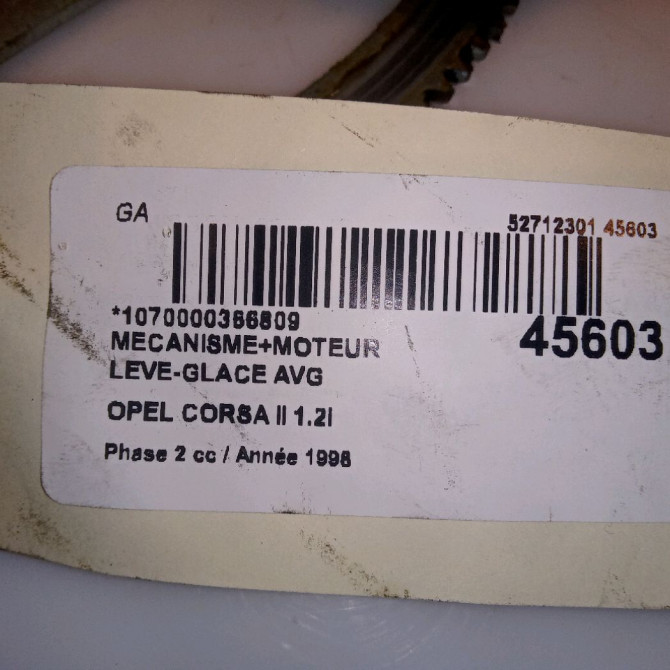 GA
52712301 45603
*1070000366809
45603
MECANISME+MOTEUR
LEVE-GLACE AVG
OPEL CORSA II 1.2i
Phase 2 cc / Année 1998